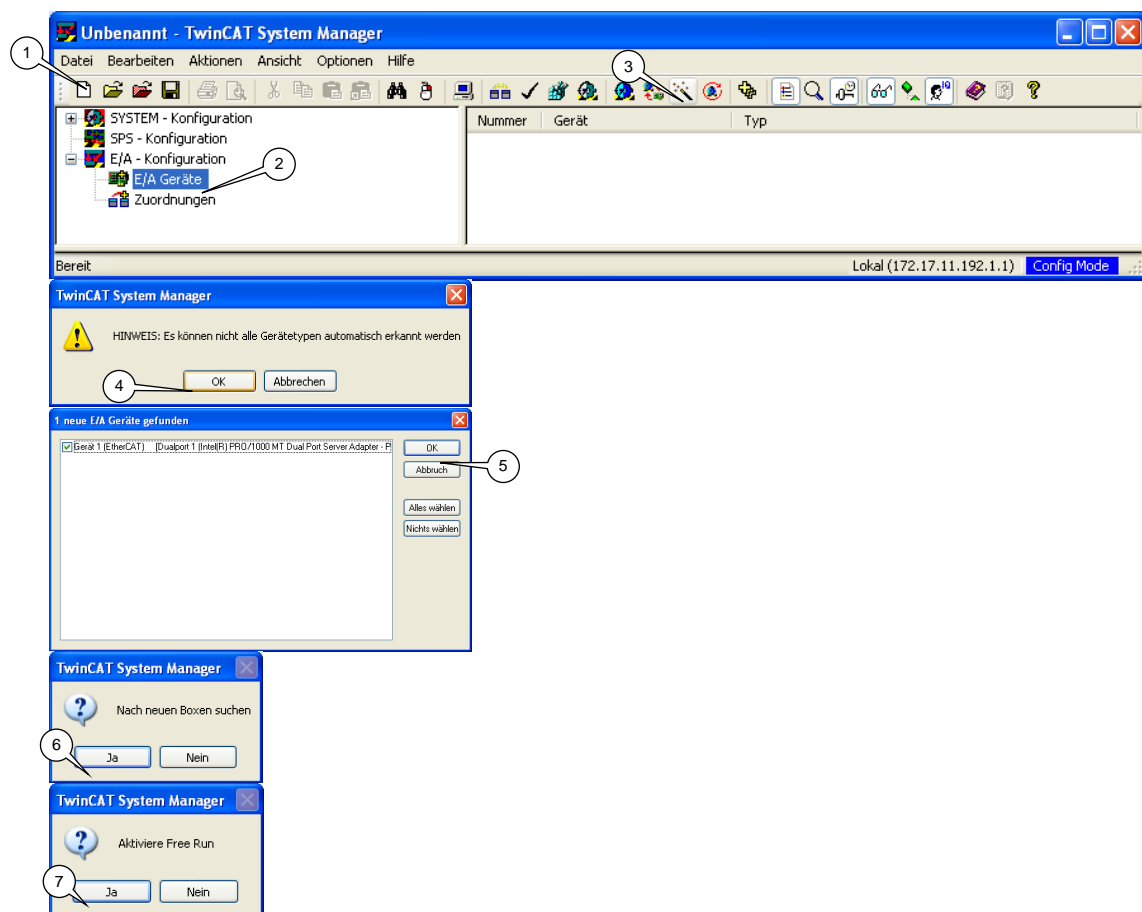 Unbenannt - TwinCAT System Manager
1
Datei Bearbeiten Aktionen Ansicht Optionen Hilfe
3
SYSTEM - Konfiguration
SPS - Konfiguration
E/A - Konfiguration
E/A Geräte
Zuordnungen
2
Nummer Gerät Typ
Bereit Lokal (172.17.11.192.1.1) Config Mode
TwinCAT System Manager
HINWEIS: Es können nicht alle Gerätetypen automatisch erkannt werden
4 OK Abbrechen
1 neue E/A Geräte gefunden
Gerät 1 (EtherCAT) [Dualport 1 (Intel(R) PRO/1000 MT Dual Port Server Adapter - P
OK
Abbruch
5
Alles wählen
Nichts wählen
TwinCAT System Manager
Nach neuen Boxen suchen
6
Ja Nein
TwinCAT System Manager
Aktiviere Free Run
7
Ja Nein